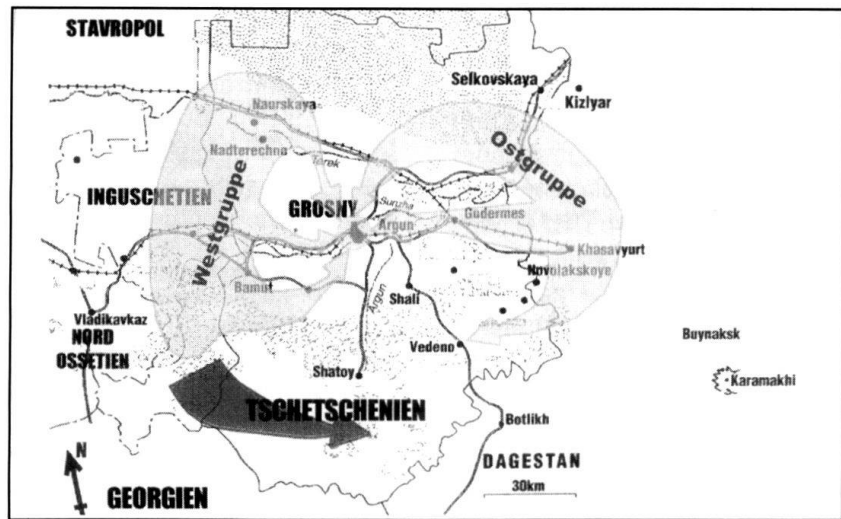 STAVROPOL
Selkovskaya
Kizlyar
Naurskaya
Nadterechno
Terek
Ostgruppe
INGUSCHETIEN
Westgruppe
GROSNY
Sunzha
Argun
Gudermes
Khasavyurt
Novolakskoye
Bamut
Argun
Shali
Vladikavkaz
NORD
OSSETIEN
Vedeno
Buynaksk
Shatoy
Karamakhi
TSCHETSCHENIEN
Botlikh
N
DAGESTAN
30km
GEORGIEN